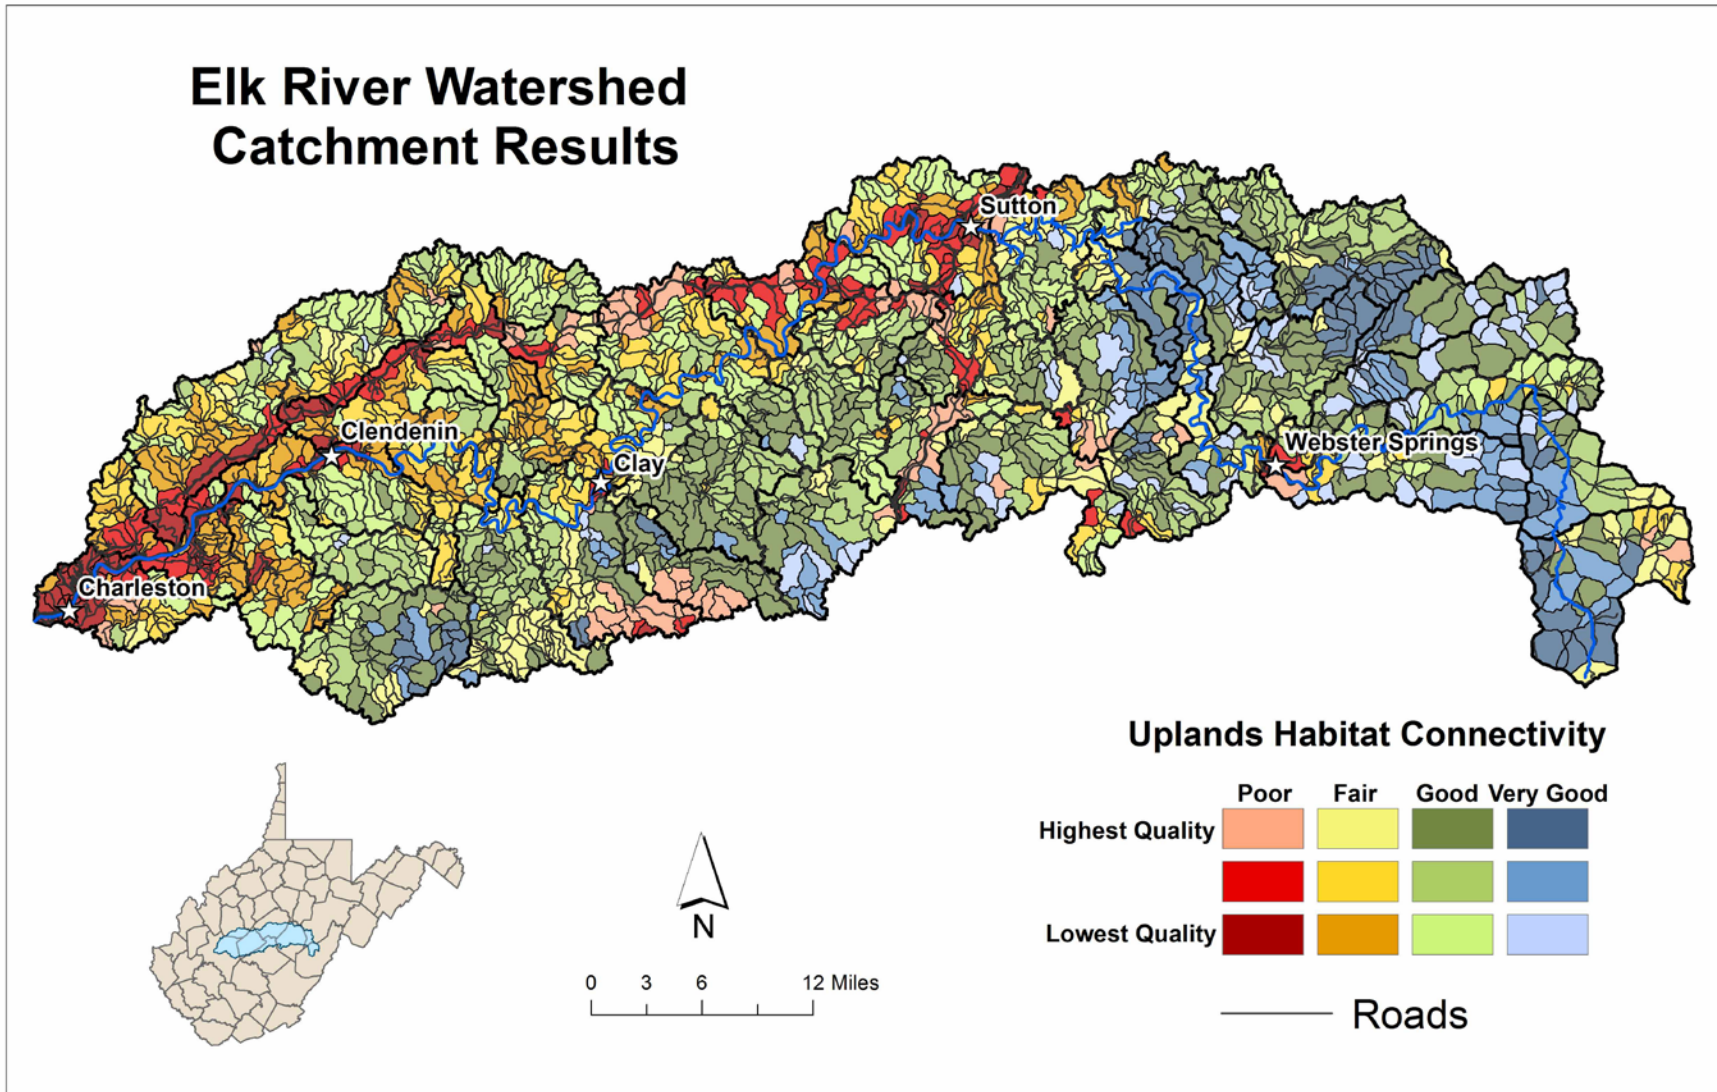 Elk River Watershed
Catchment Results
Sutton
Clendenin
Clay
Webster Springs
Charleston
Uplands Habitat Connectivity
Poor Fair Good Very Good
Highest Quality
Lowest Quality
N
0 3 6 12 Miles
Roads